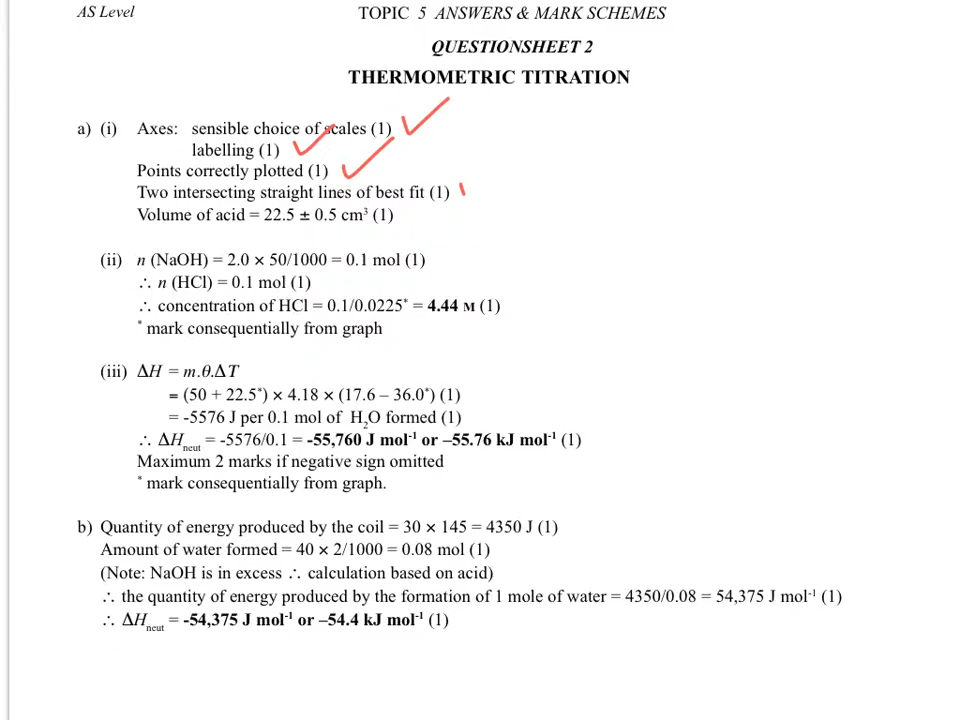 AS Level
TOPIC 5 ANSWERS & MARK SCHEMES
QUESTIONSHEET 2
THERMOMETRIC TITRATION
a) (i) Axes: sensible choice of scales (1)
labelling (1)
Points correctly plotted (1)
Two intersecting straight lines of best fit (1)
Volume of acid = 22.5 ± 0.5 cm³ (1)
(ii) n (NaOH) = 2.0 × 50/1000 = 0.1 mol (1)
∴ n (HCl) = 0.1 mol (1)
∴ concentration of HCl = 0.1/0.0225* = 4.44 M (1)
* mark consequentially from graph
(iii) ΔH = m.θ.ΔT
= (50 + 22.5*) × 4.18 × (17.6 – 36.0*) (1)
= -5576 J per 0.1 mol of H₂O formed (1)
∴ ΔHneut = -5576/0.1 = -55,760 J mol⁻¹ or –55.76 kJ mol⁻¹ (1)
Maximum 2 marks if negative sign omitted
* mark consequentially from graph.
b) Quantity of energy produced by the coil = 30 × 145 = 4350 J (1)
Amount of water formed = 40 × 2/1000 = 0.08 mol (1)
(Note: NaOH is in excess ∴ calculation based on acid)
∴ the quantity of energy produced by the formation of 1 mole of water = 4350/0.08 = 54,375 J mol⁻¹ (1)
∴ ΔHneut = -54,375 J mol⁻¹ or –54.4 kJ mol⁻¹ (1)